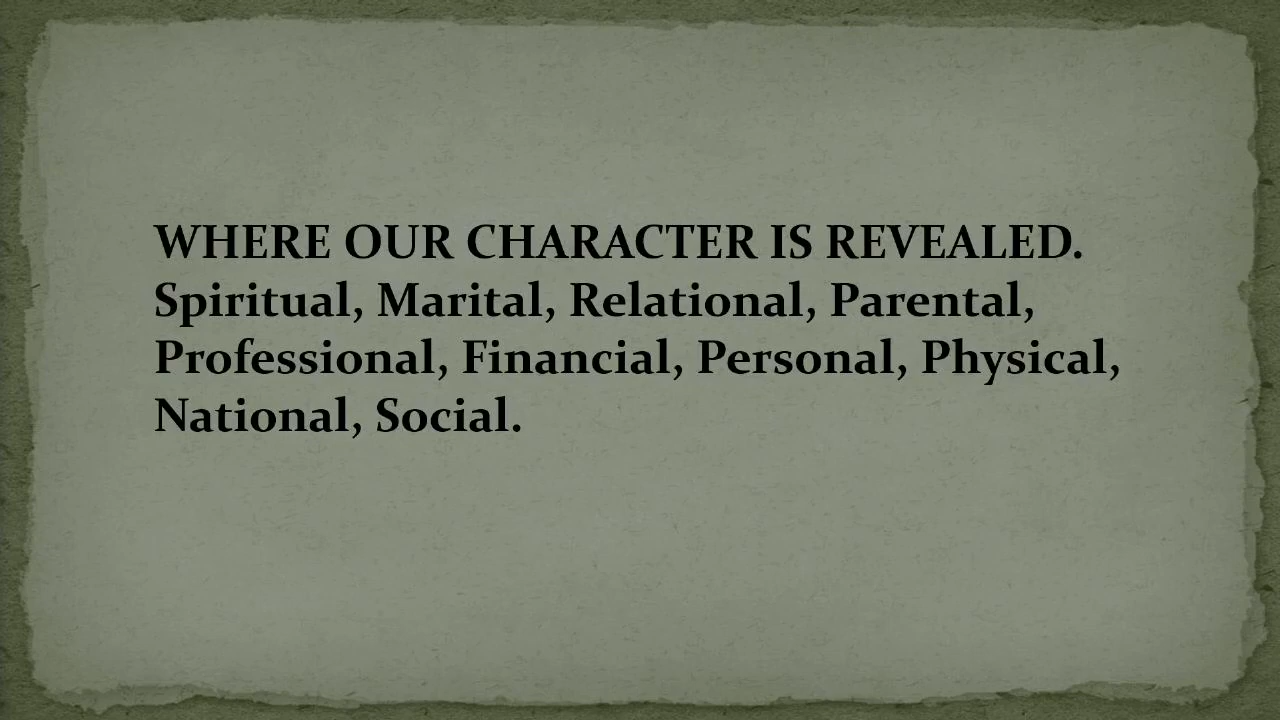 WHERE OUR CHARACTER IS REVEALED.
Spiritual, Marital, Relational, Parental,
Professional, Financial, Personal, Physical,
National, Social.